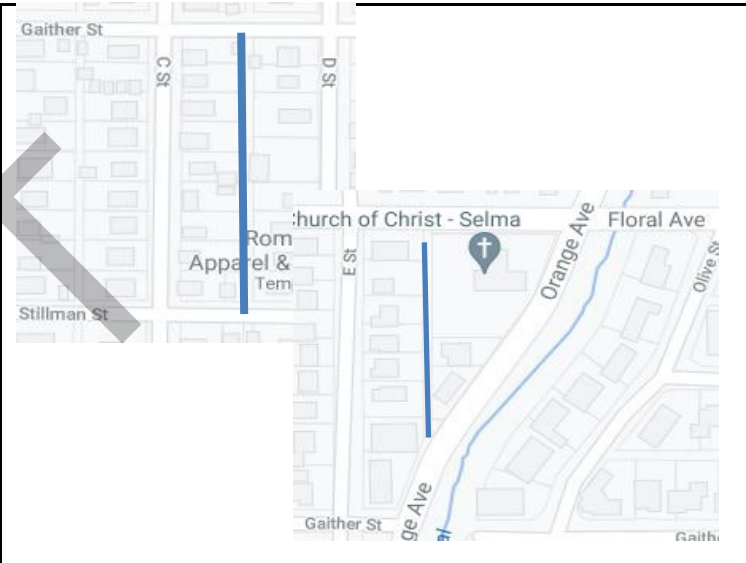 Gaither St
C St
D St
Rom
Apparel &
Tem
Stillman St
Church of Christ - Selma
Floral Ave
Orange Ave
Olive St
E St
Gaither St
ge Ave
al
Gaith